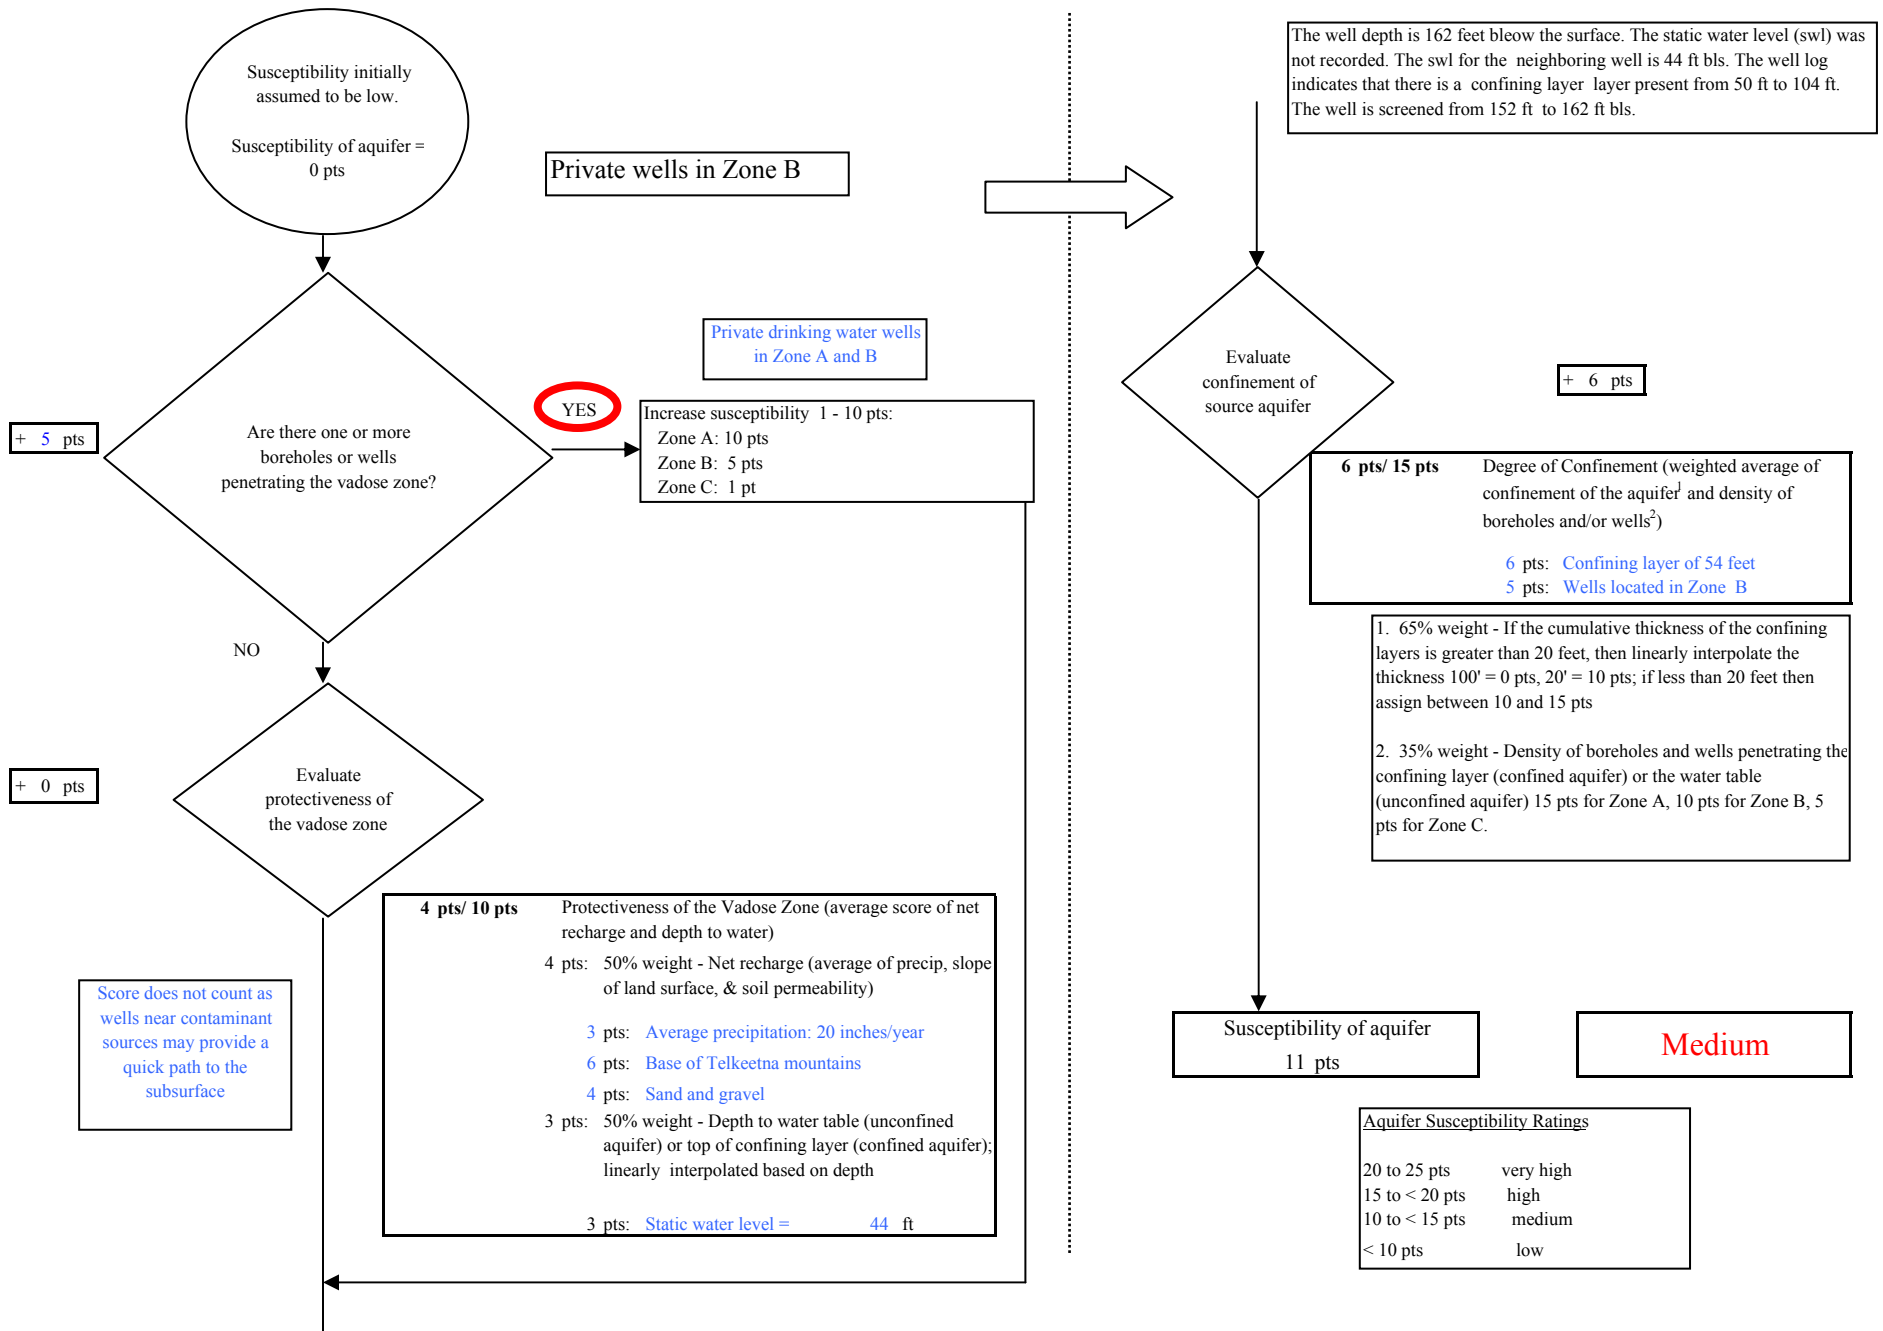 Susceptibility initially
assumed to be low.
Susceptibility of aquifer =
0 pts
Private wells in Zone B
Private drinking water wells
in Zone A and B
YES
Increase susceptibility 1 - 10 pts:
Zone A: 10 pts
Zone B: 5 pts
Zone C: 1 pt
+ 5 pts
Are there one or more
boreholes or wells
penetrating the vadose zone?
NO
+ 0 pts
Evaluate
protectiveness of
the vadose zone
Score does not count as
wells near contaminant
sources may provide a
quick path to the
subsurface
4 pts/ 10 pts Protectiveness of the Vadose Zone (average score of net
recharge and depth to water)
4 pts: 50% weight - Net recharge (average of precip, slope
of land surface, & soil permeability)
3 pts: Average precipitation: 20 inches/year
6 pts: Base of Telkeetna mountains
4 pts: Sand and gravel
3 pts: 50% weight - Depth to water table (unconfined
aquifer) or top of confining layer (confined aquifer);
linearly interpolated based on depth
3 pts: Static water level = 44 ft
The well depth is 162 feet bleow the surface. The static water level (swl) was
not recorded. The swl for the neighboring well is 44 ft bls. The well log
indicates that there is a confining layer layer present from 50 ft to 104 ft.
The well is screened from 152 ft to 162 ft bls.
Evaluate
confinement of
source aquifer
+ 6 pts
6 pts/ 15 pts Degree of Confinement (weighted average of
confinement of the aquifer1 and density of
boreholes and/or wells2)
6 pts: Confining layer of 54 feet
5 pts: Wells located in Zone B
1. 65% weight - If the cumulative thickness of the confining
layers is greater than 20 feet, then linearly interpolate the
thickness 100' = 0 pts, 20' = 10 pts; if less than 20 feet then
assign between 10 and 15 pts
2. 35% weight - Density of boreholes and wells penetrating the
confining layer (confined aquifer) or the water table
(unconfined aquifer) 15 pts for Zone A, 10 pts for Zone B, 5
pts for Zone C.
Susceptibility of aquifer
11 pts
Medium
Aquifer Susceptibility Ratings
20 to 25 pts very high
15 to < 20 pts high
10 to < 15 pts medium
< 10 pts low